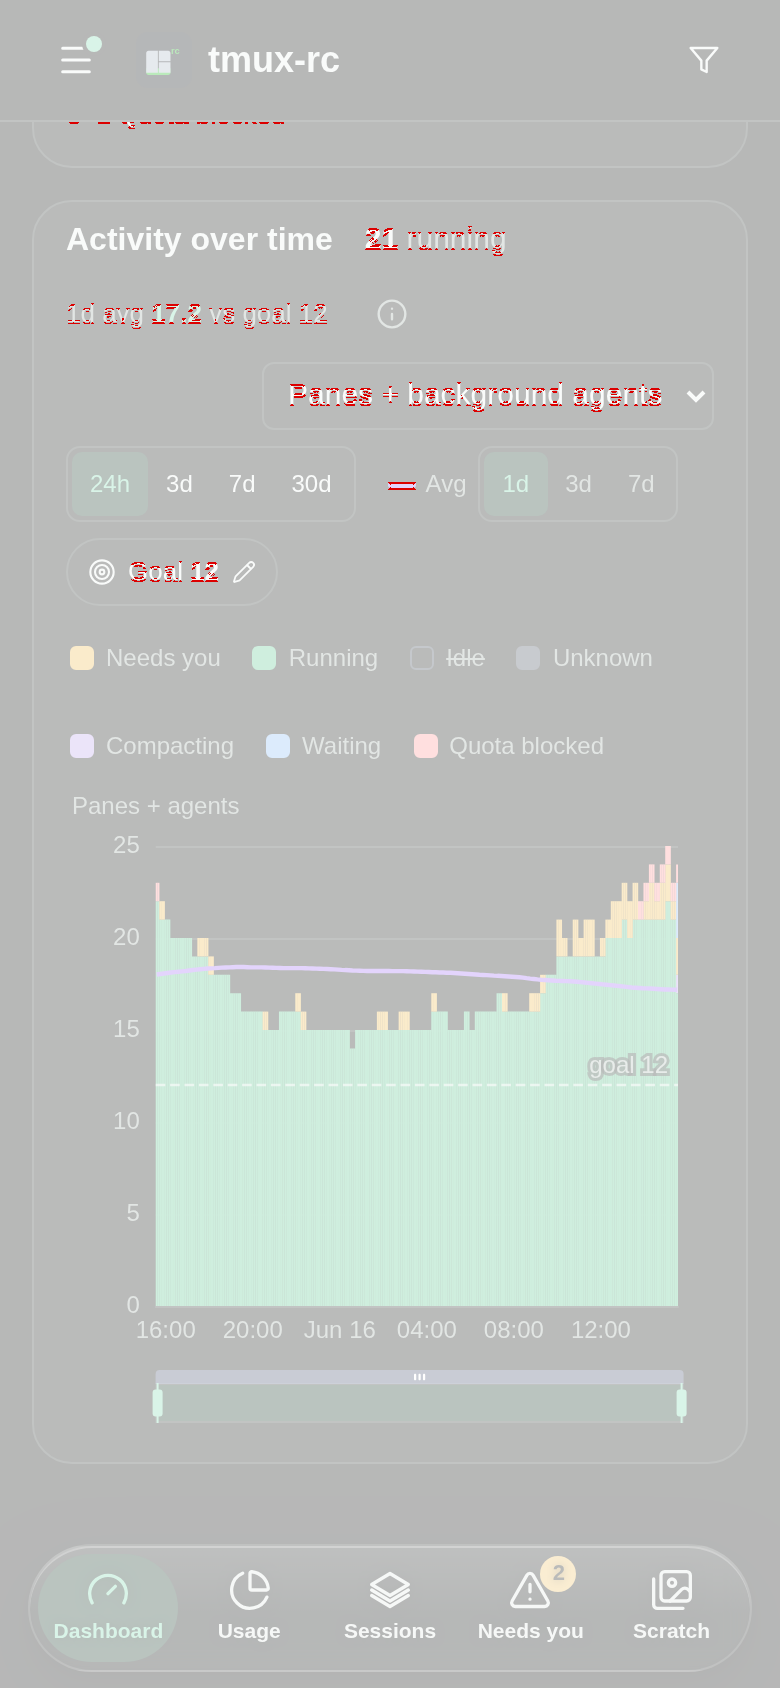 rc
tmux-rc
Quota blocked
Activity over time 21 running
1d avg 17.2 vs goal 12
Panes + background agents
24h 3d 7d 30d Avg 1d 3d 7d
Goal 12
Needs you Running Idle Unknown
Compacting Waiting Quota blocked
Panes + agents
25
20
15
goal 12
10
5
0
16:00 20:00 Jun 16 04:00 08:00 12:00
2
Dashboard Usage Sessions Needs you Scratch